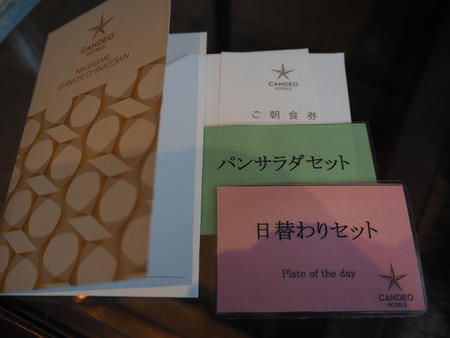 CANDEO
HOTELS
NAGASAKI
SHINCHI CHINATOWN
CANDEO
HOTELS
ご朝食券
パンサラダセット
日替わりセット
Plate of the day
CANDEO
HOTELS